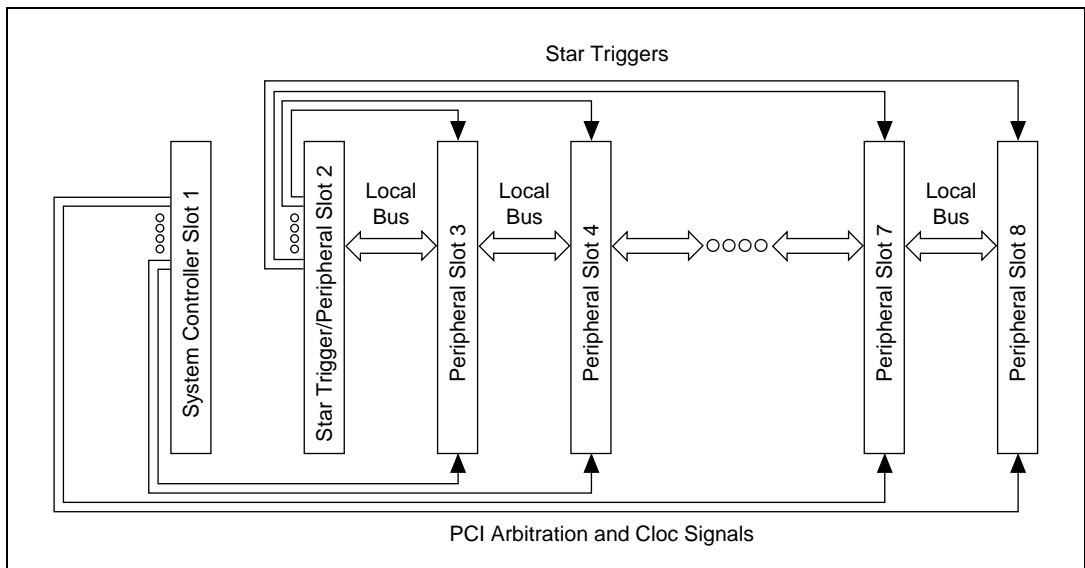 Star Triggers
System Controller Slot 1
Star Trigger/Peripheral Slot 2
Local
Bus
Peripheral Slot 3
Local
Bus
Peripheral Slot 4
Peripheral Slot 7
Local
Bus
Peripheral Slot 8
PCI Arbitration and Cloc Signals